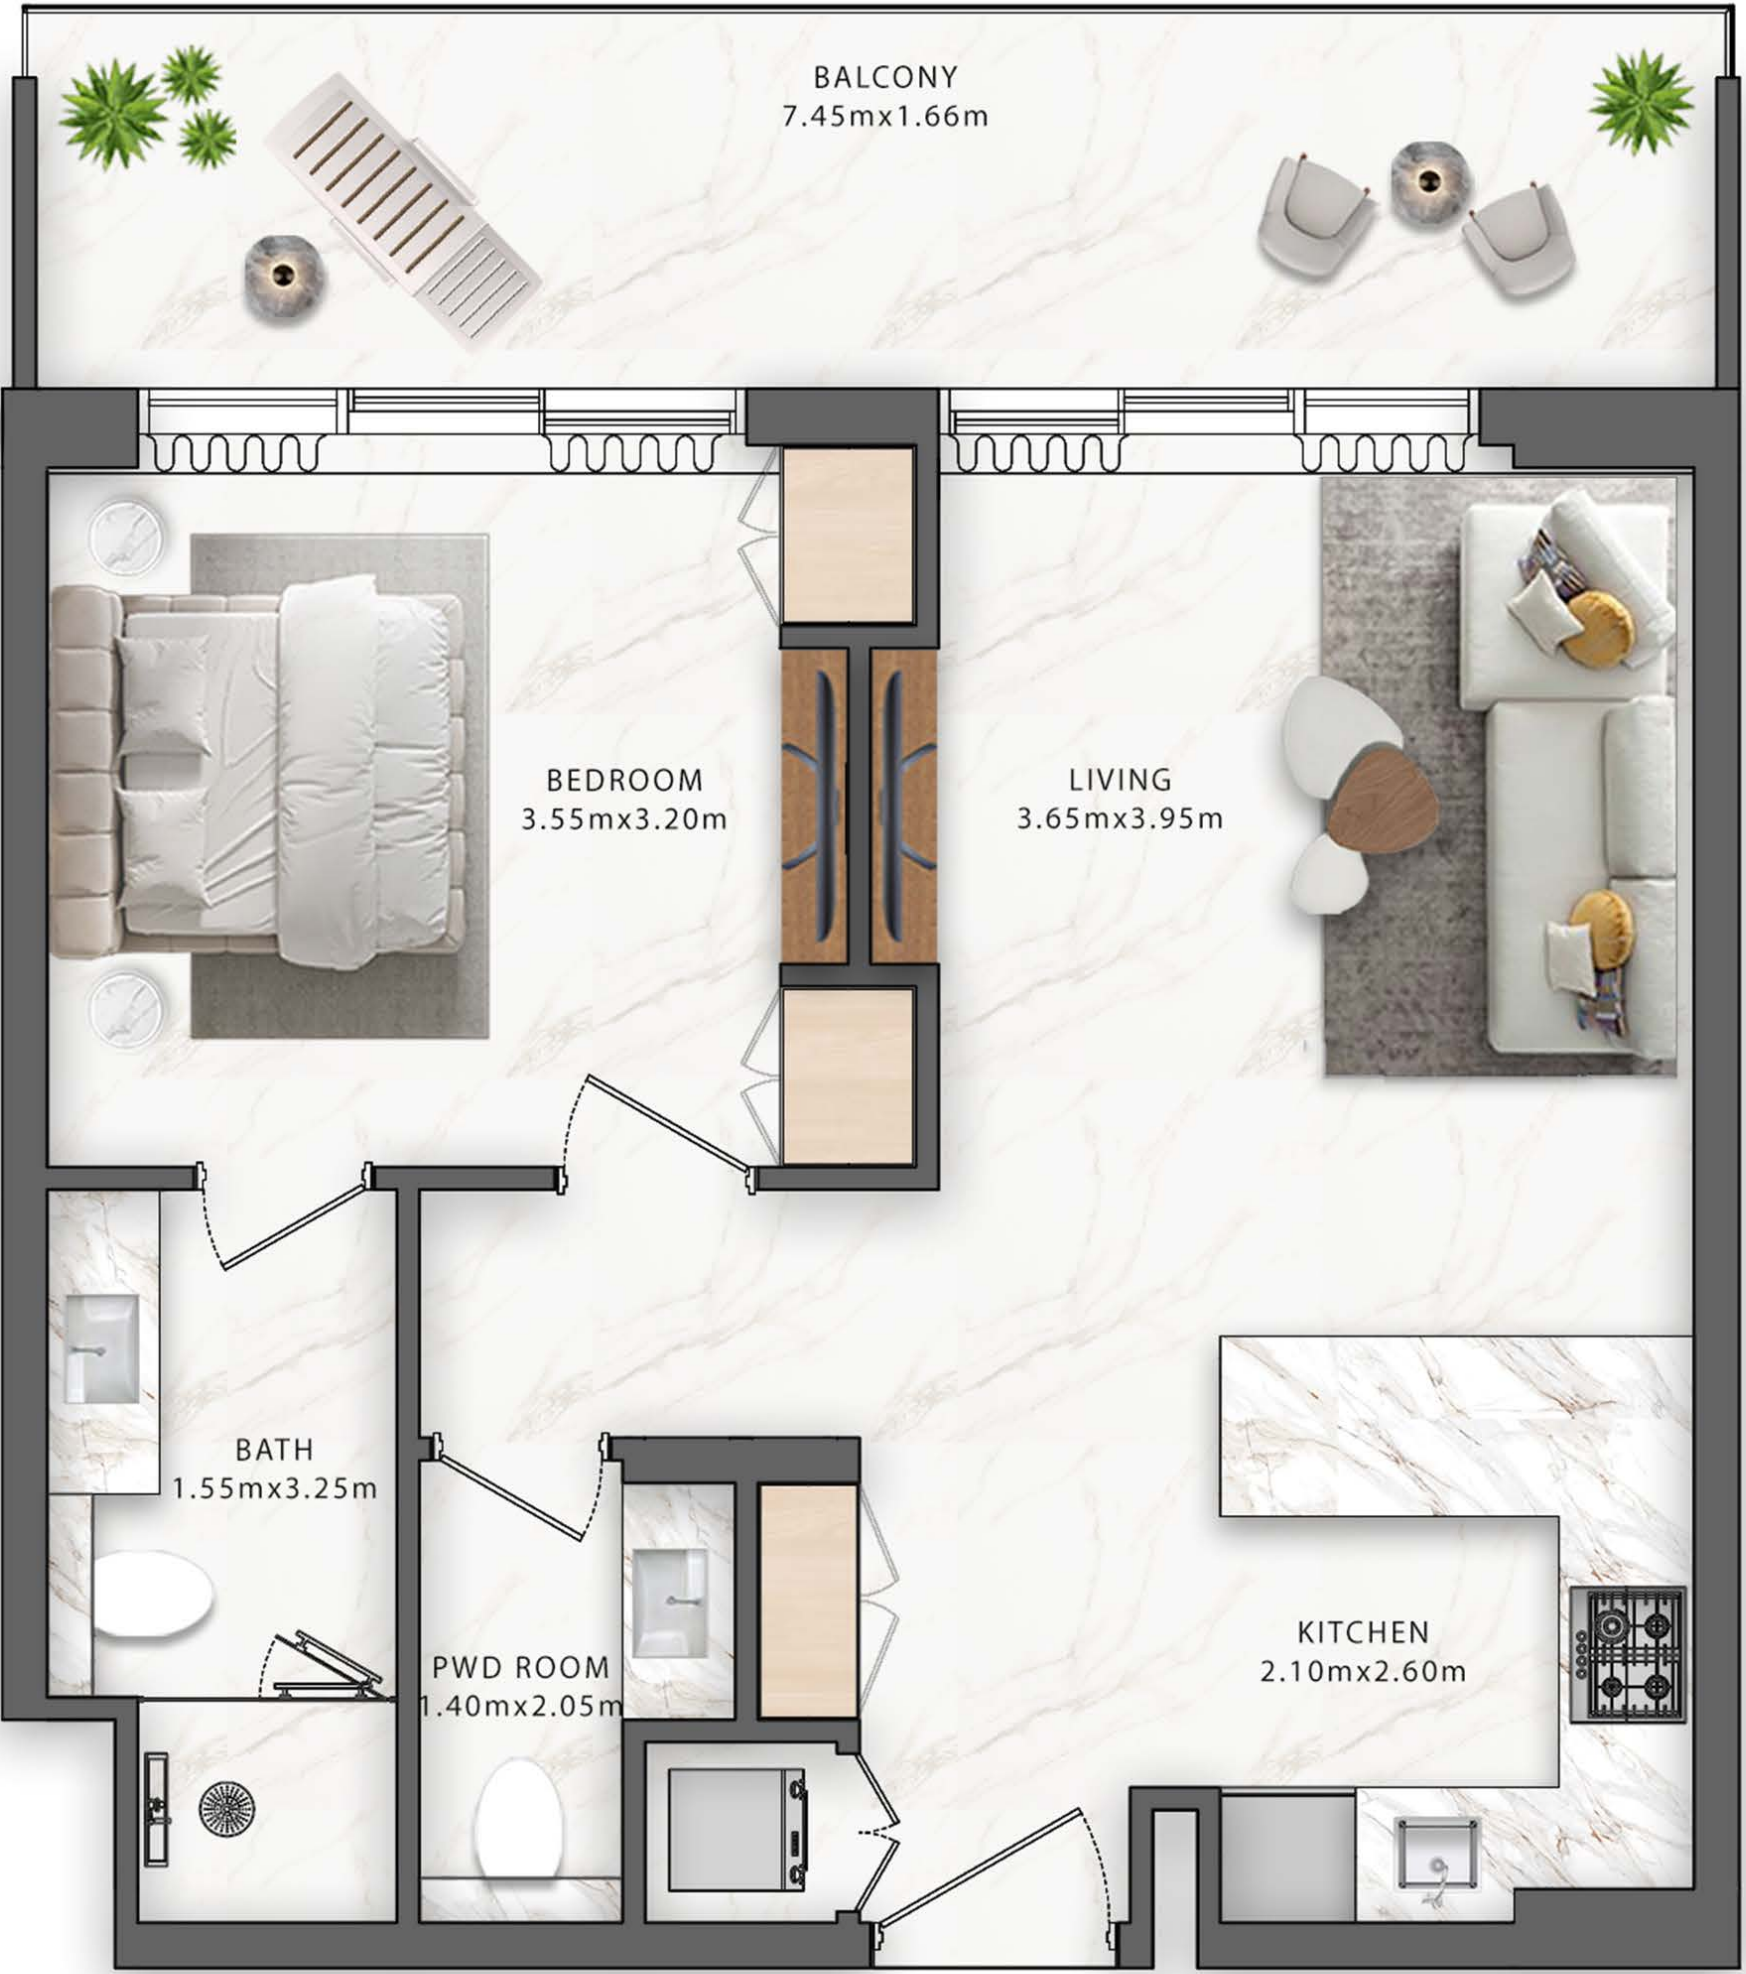 BALCONY
7.45mx1.66m
BEDROOM
3.55mx3.20m
LIVING
3.65mx3.95m
BATH
1.55mx3.25m
KITCHEN
2.10mx2.60m
PWD ROOM
1.40mx2.05m